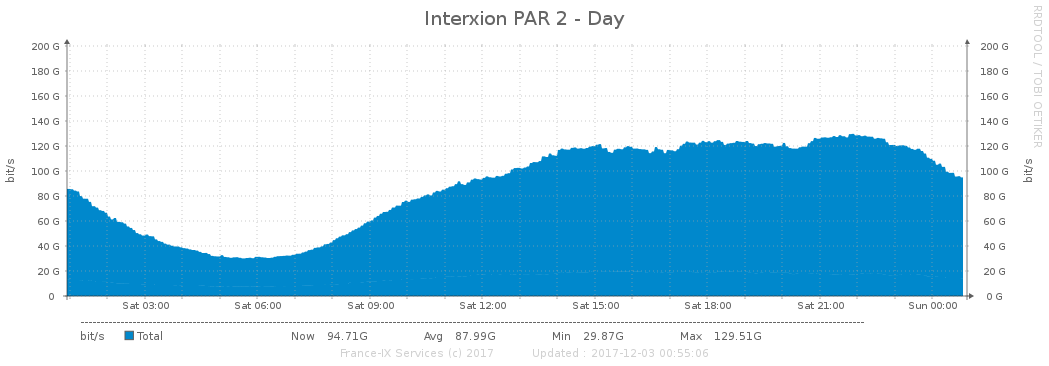 Interxion PAR 2 - Day
RRDTOOL / TOBI OETIKER
200 G 200 G
180 G 180 G
160 G 160 G
140 G 140 G
120 G 120 G
100 G 100 G
80 G 80 G
60 G 60 G
40 G 40 G
20 G 20 G
0 0 G
bit/s bit/s
Sat 03:00 Sat 06:00 Sat 09:00 Sat 12:00 Sat 15:00 Sat 18:00 Sat 21:00 Sun 00:00
bit/s Total Now 94.71G Avg 87.99G Min 29.87G Max 129.51G
France-IX Services (c) 2017 Updated : 2017-12-03 00:55:06